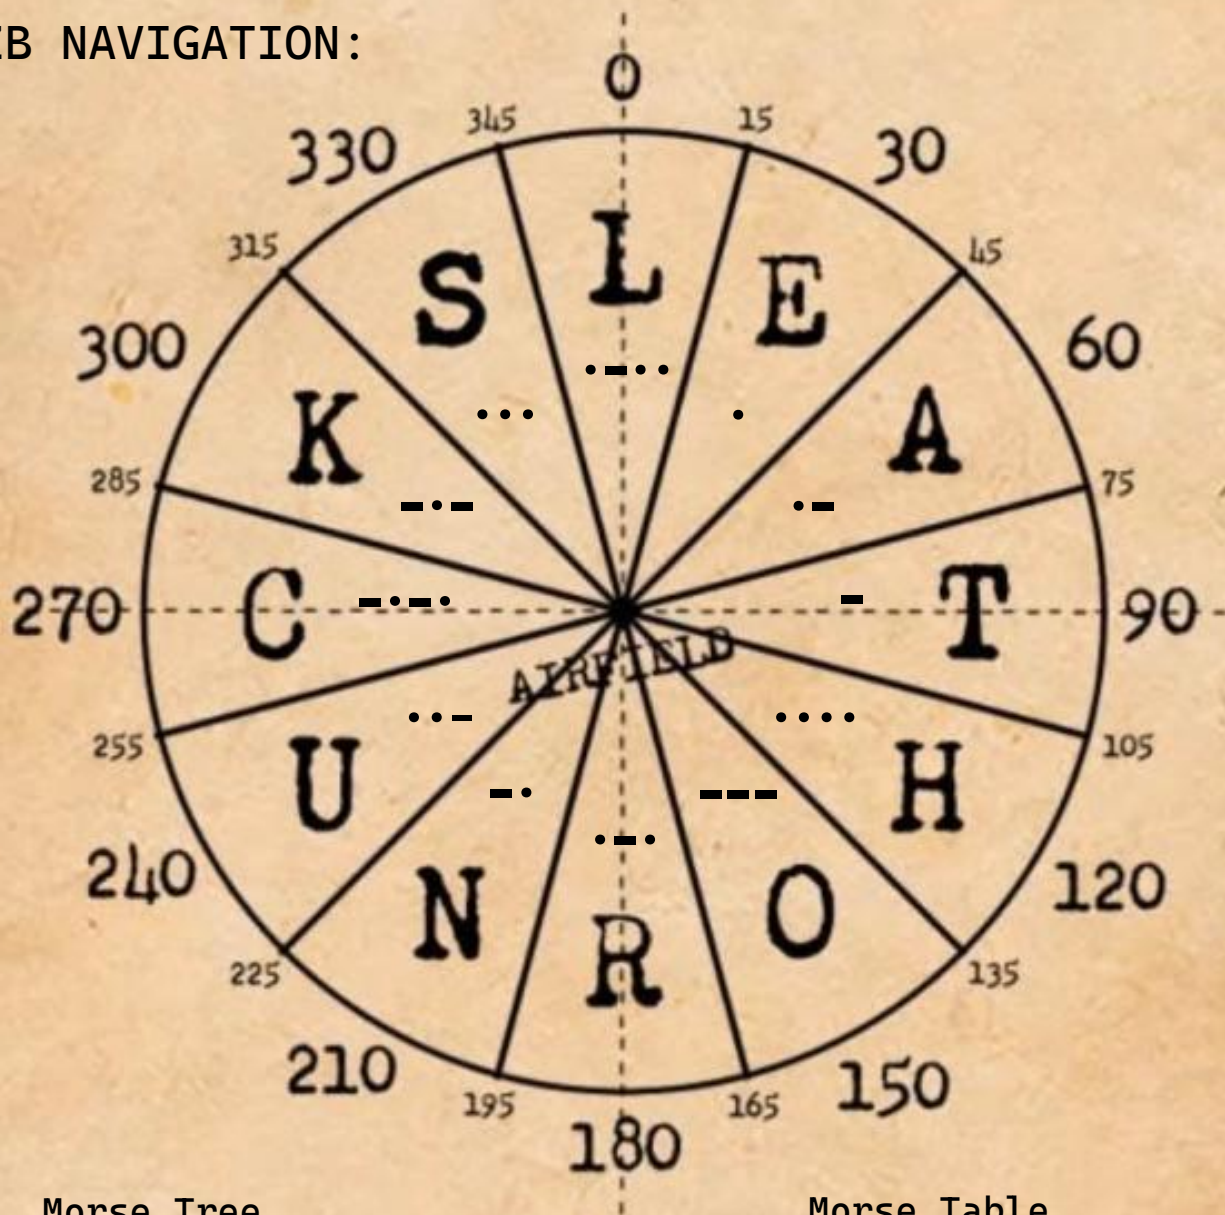 B NAVIGATION:
0
345 15
330 30
315 45
L
S E
300 60
.-..
... .
K A
285 75
-.- .-
270 C -.-. - T 90
AIRFIELD
..- ....
255 105
U H
-. ---
.-.
240 120
N O
R
225 135
210 150
195 165
180
Morse Tree Morse Table